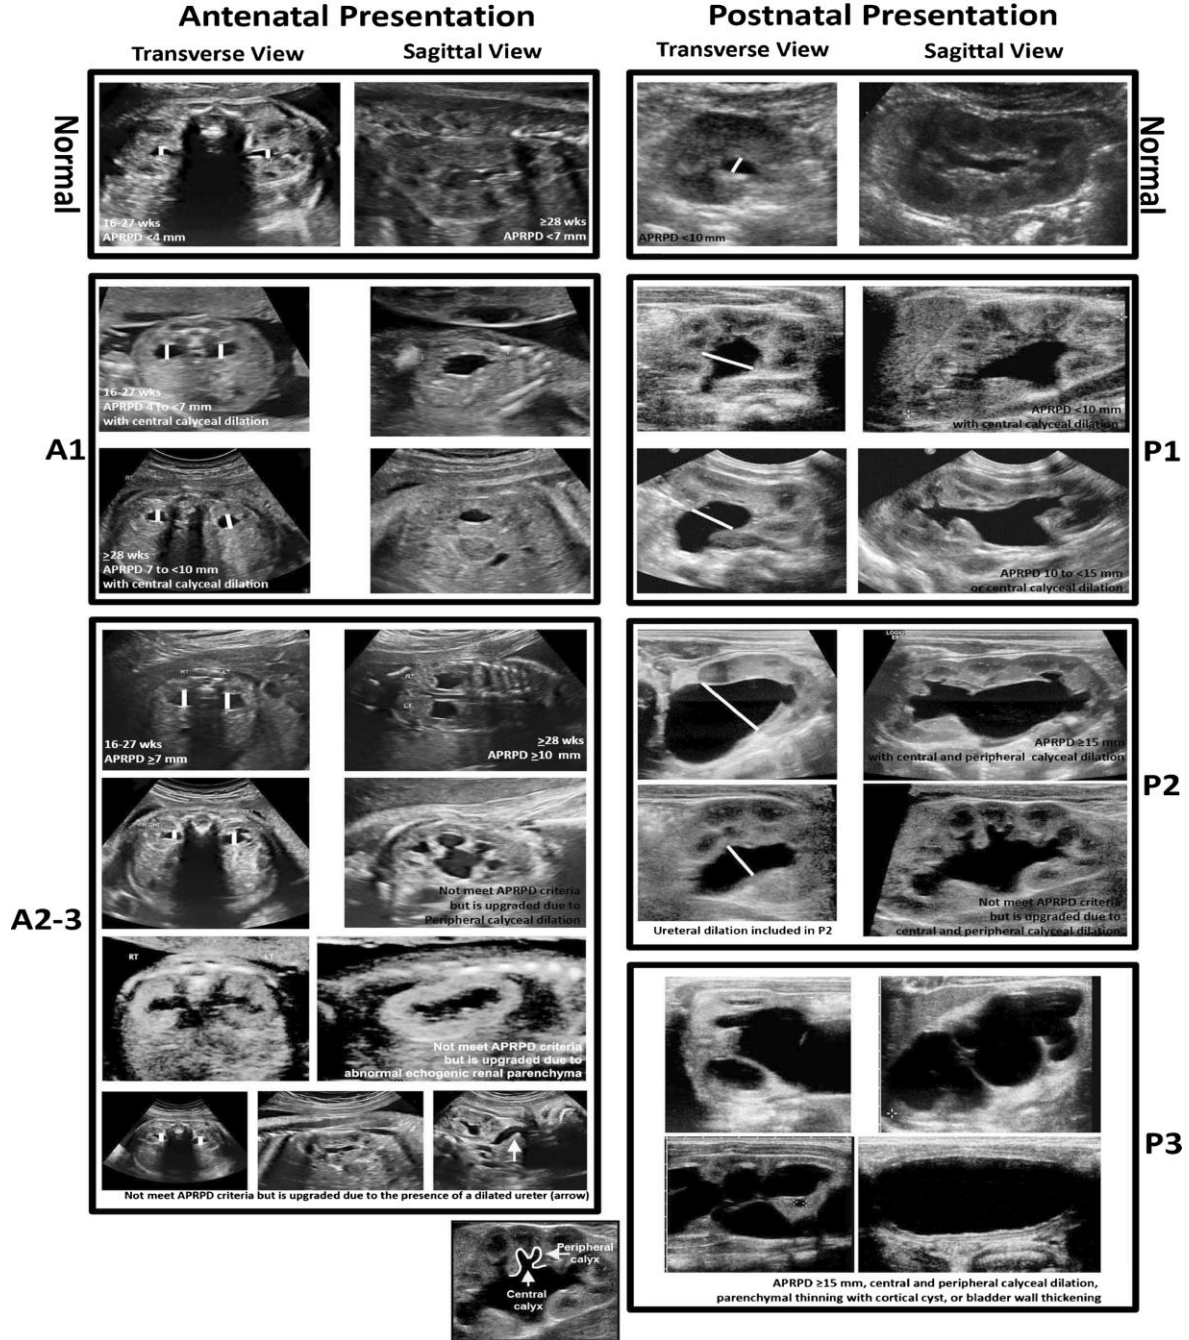 Antenatal Presentation
Transverse View
Sagittal View
Normal
16-27 wks
APRPD <4 mm
≥28 wks
APRPD <7 mm
A1
16-27 wks
APRPD 4 to <7 mm
with central calyceal dilation
RT
≥28 wks
APRPD 7 to <10 mm
with central calyceal dilation
A2-3
RT
LT
16-27 wks
APRPD ≥7 mm
RT
LT
≥28 wks
APRPD ≥10 mm
Not meet APRPD criteria
but is upgraded due to
Peripheral calyceal dilation
RT
LT
Not meet APRPD criteria
but is upgraded due to
abnormal echogenic renal parenchyma
Not meet APRPD criteria but is upgraded due to the presence of a dilated ureter (arrow)
Peripheral
calyx
Central
calyx
Postnatal Presentation
Transverse View
Sagittal View
Normal
APRPD <10 mm
P1
APRPD <10 mm
with central calyceal dilation
APRPD 10 to <15 mm
or central calyceal dilation
P2
APRPD ≥15 mm
with central and peripheral calyceal dilation
Ureteral dilation included in P2
Not meet APRPD criteria
but is upgraded due to
central and peripheral calyceal dilation
P3
APRPD ≥15 mm, central and peripheral calyceal dilation,
parenchymal thinning with cortical cyst, or bladder wall thickening